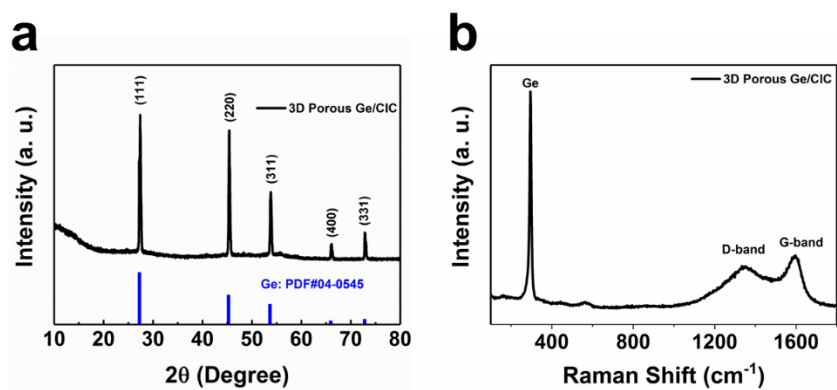 a
Intensity (a. u.)
(111)
(220)
(311)
(400)
(331)
3D Porous Ge/CIC
Ge: PDF#04-0545
10 20 30 40 50 60 70 80
2θ (Degree)
b
Intensity (a. u.)
Ge
3D Porous Ge/CIC
D-band
G-band
400 800 1200 1600
Raman Shift (cm⁻¹)